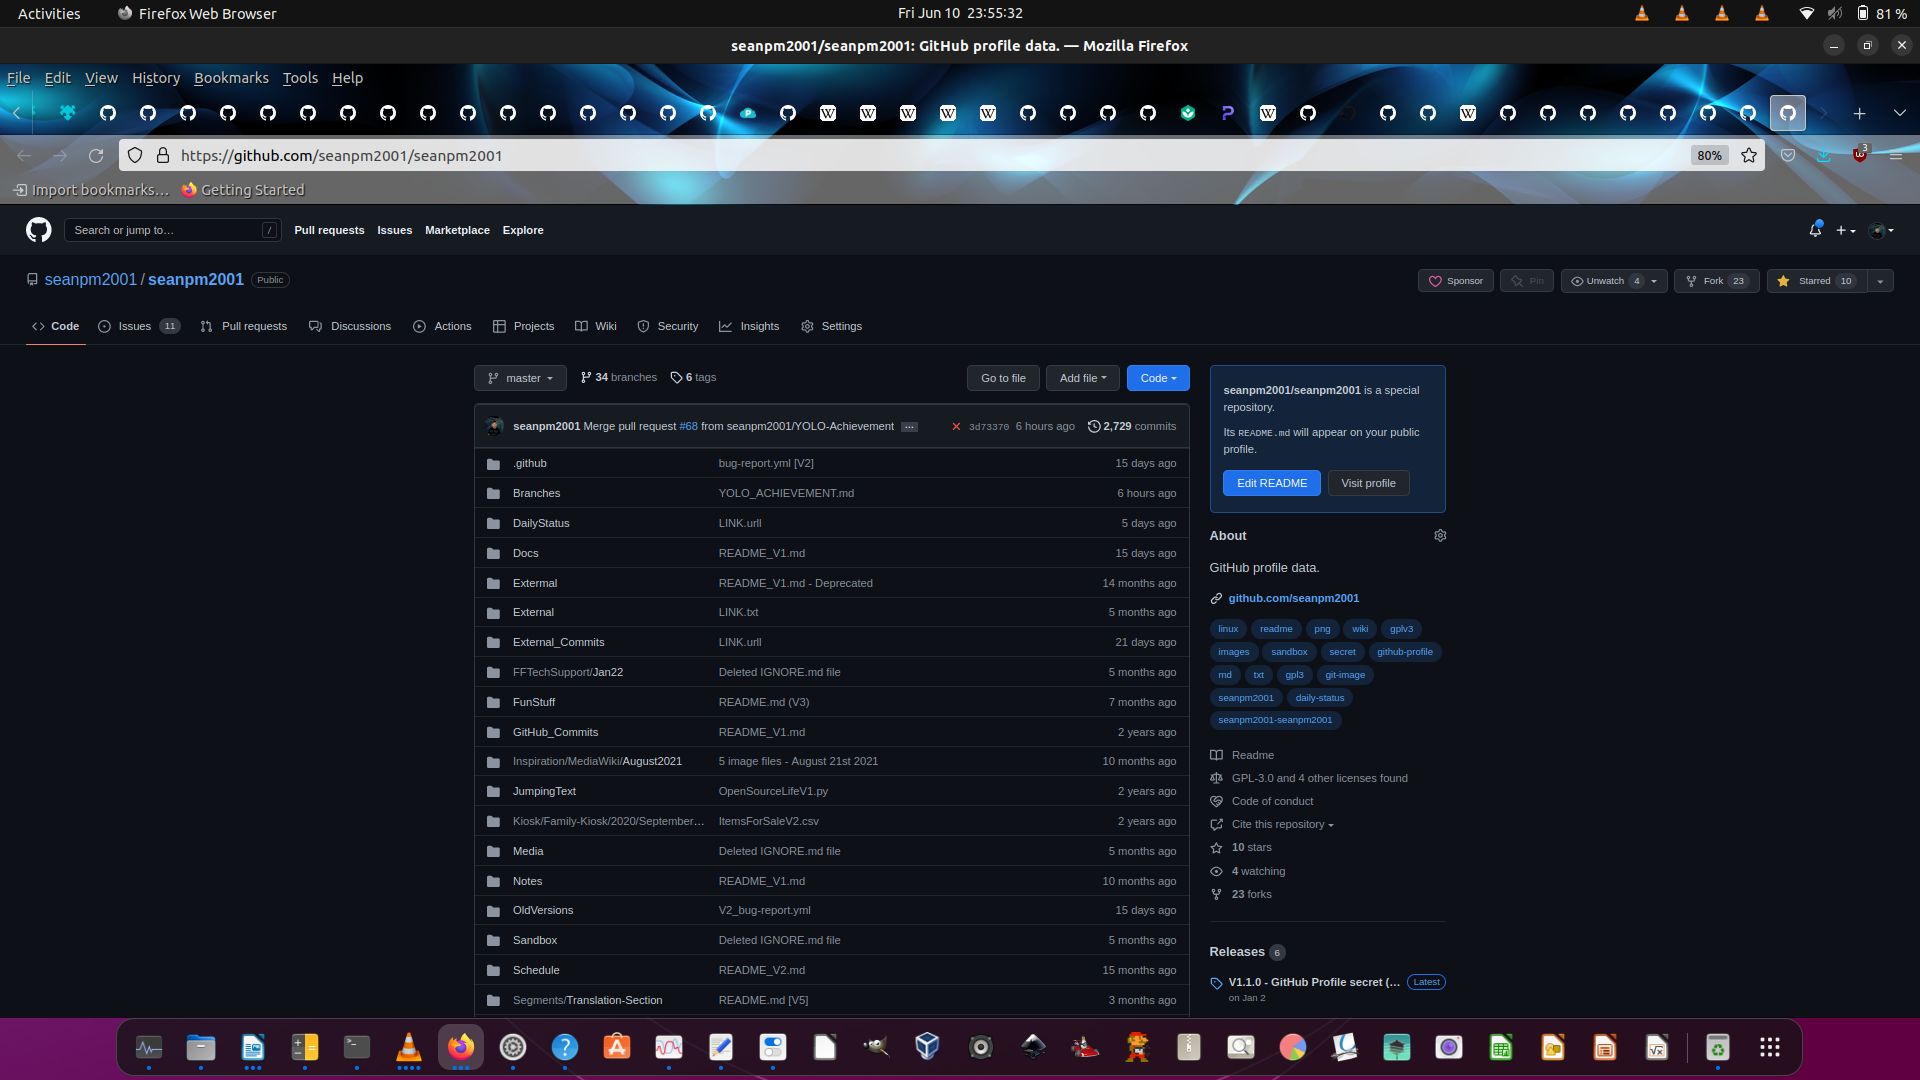 Activities Firefox Web Browser Fri Jun 10 23:55:32 81 %
seanpm2001/seanpm2001: GitHub profile data. — Mozilla Firefox
File Edit View History Bookmarks Tools Help
https://github.com/seanpm2001/seanpm2001 80% 3
Import bookmarks… Getting Started
Search or jump to… / Pull requests Issues Marketplace Explore
seanpm2001 / seanpm2001 Public Sponsor Pin Unwatch 4 Fork 23 Starred 10
Code Issues 11 Pull requests Discussions Actions Projects Wiki Security Insights Settings
master 34 branches 6 tags Go to file Add file Code
seanpm2001 Merge pull request #68 from seanpm2001/YOLO-Achievement … 3d73370 6 hours ago 2,729 commits
.github bug-report.yml [V2] 15 days ago
Branches YOLO_ACHIEVEMENT.md 6 hours ago
DailyStatus LINK.urll 5 days ago
Docs README_V1.md 15 days ago
Extermal README_V1.md - Deprecated 14 months ago
External LINK.txt 5 months ago
External_Commits LINK.urll 21 days ago
FFTechSupport/Jan22 Deleted IGNORE.md file 5 months ago
FunStuff README.md (V3) 7 months ago
GitHub_Commits README_V1.md 2 years ago
Inspiration/MediaWiki/August2021 5 image files - August 21st 2021 10 months ago
JumpingText OpenSourceLifeV1.py 2 years ago
Kiosk/Family-Kiosk/2020/September… ItemsForSaleV2.csv 2 years ago
Media Deleted IGNORE.md file 5 months ago
Notes README_V1.md 10 months ago
OldVersions V2_bug-report.yml 15 days ago
Sandbox Deleted IGNORE.md file 5 months ago
Schedule README_V2.md 15 months ago
Segments/Translation-Section README.md [V5] 3 months ago
seanpm2001/seanpm2001 is a special
repository.
Its README.md will appear on your public
profile.
Edit README Visit profile
About
GitHub profile data.
github.com/seanpm2001
linux readme png wiki gplv3
images sandbox secret github-profile
md txt gpl3 git-image
seanpm2001 daily-status
seanpm2001-seanpm2001
Readme
GPL-3.0 and 4 other licenses found
Code of conduct
Cite this repository
10 stars
4 watching
23 forks
Releases 6
V1.1.0 - GitHub Profile secret (… Latest
on Jan 2